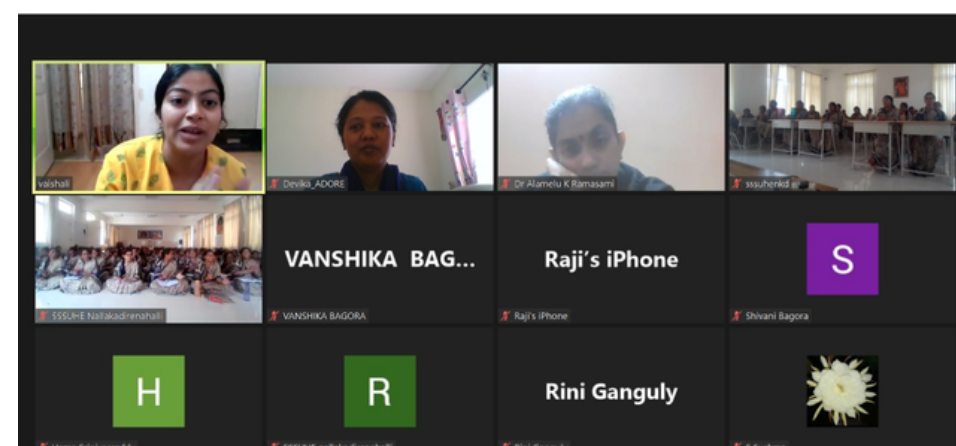 vaishali
Devika_ADORE
Dr Alamelu K Ramasami
sssuhenkd
SSSUHE Nallakadirenahalli
VANSHIKA BAG...
VANSHIKA BAGORA
Raji's iPhone
Raji's iPhone
S
Shivani Bagora
H
R
Rini Ganguly